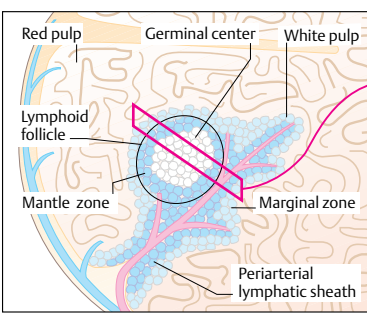 Red pulp
Germinal center
White pulp
Lymphoid
follicle
Mantle zone
Marginal zone
Periarterial
lymphatic sheath